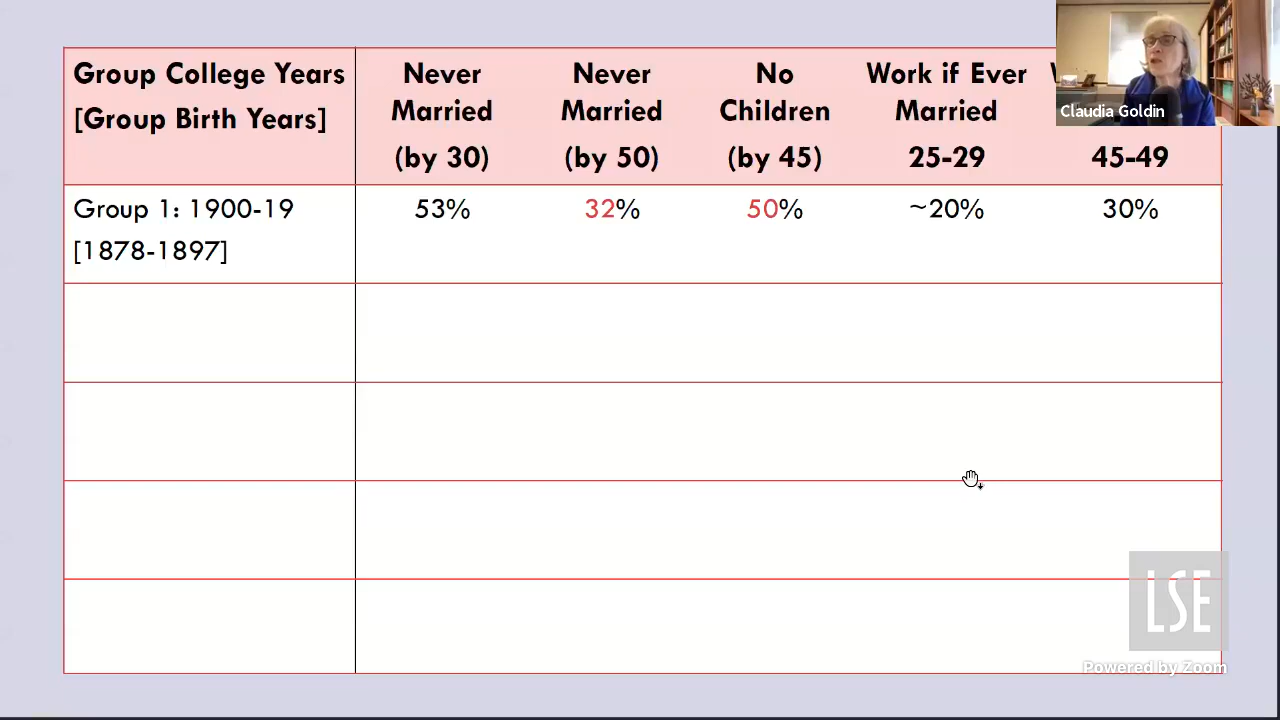 Group College Years
[Group Birth Years]
Never
Married
(by 30)
Never
Married
(by 50)
No
Children
(by 45)
Work if Ever
Married
25-29
45-49
Claudia Goldin
Group 1: 1900-19
[1878-1897]
53%
32%
50%
~20%
30%
LSE
Powered by Zoom